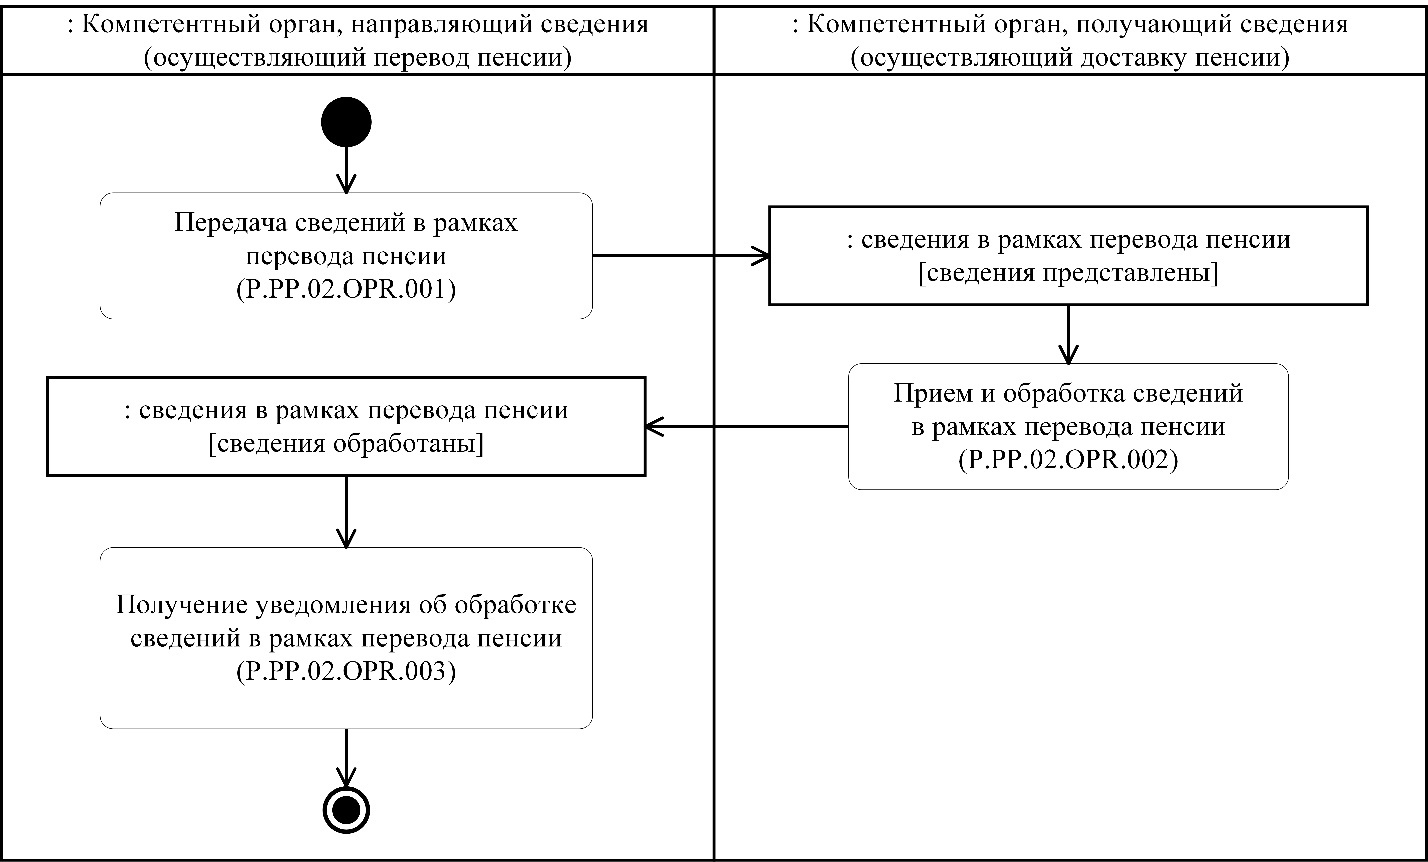 : Компетентный орган, направляющий сведения
(осуществляющий перевод пенсии)
: Компетентный орган, получающий сведения
(осуществляющий доставку пенсии)
Передача сведений в рамках
перевода пенсии
(P.PP.02.OPR.001)
: сведения в рамках перевода пенсии
[сведения представлены]
Прием и обработка сведений
в рамках перевода пенсии
(P.PP.02.OPR.002)
: сведения в рамках перевода пенсии
[сведения обработаны]
Получение уведомления об обработке
сведений в рамках перевода пенсии
(P.PP.02.OPR.003)